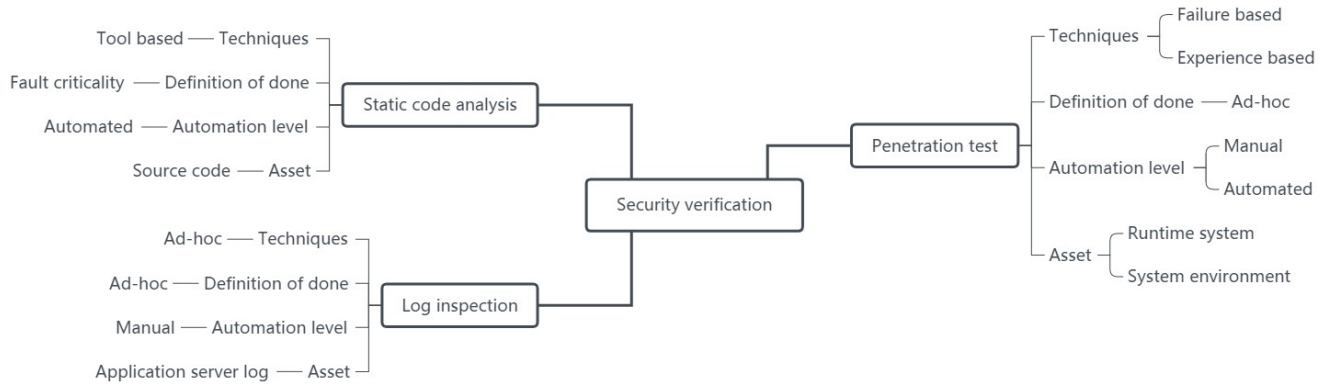 Security verification
Static code analysis
Techniques
Tool based
Definition of done
Fault criticality
Automation level
Automated
Asset
Source code
Log inspection
Techniques
Ad-hoc
Definition of done
Ad-hoc
Automation level
Manual
Asset
Application server log
Penetration test
Techniques
Failure based
Experience based
Definition of done
Ad-hoc
Automation level
Manual
Automated
Asset
Runtime system
System environment